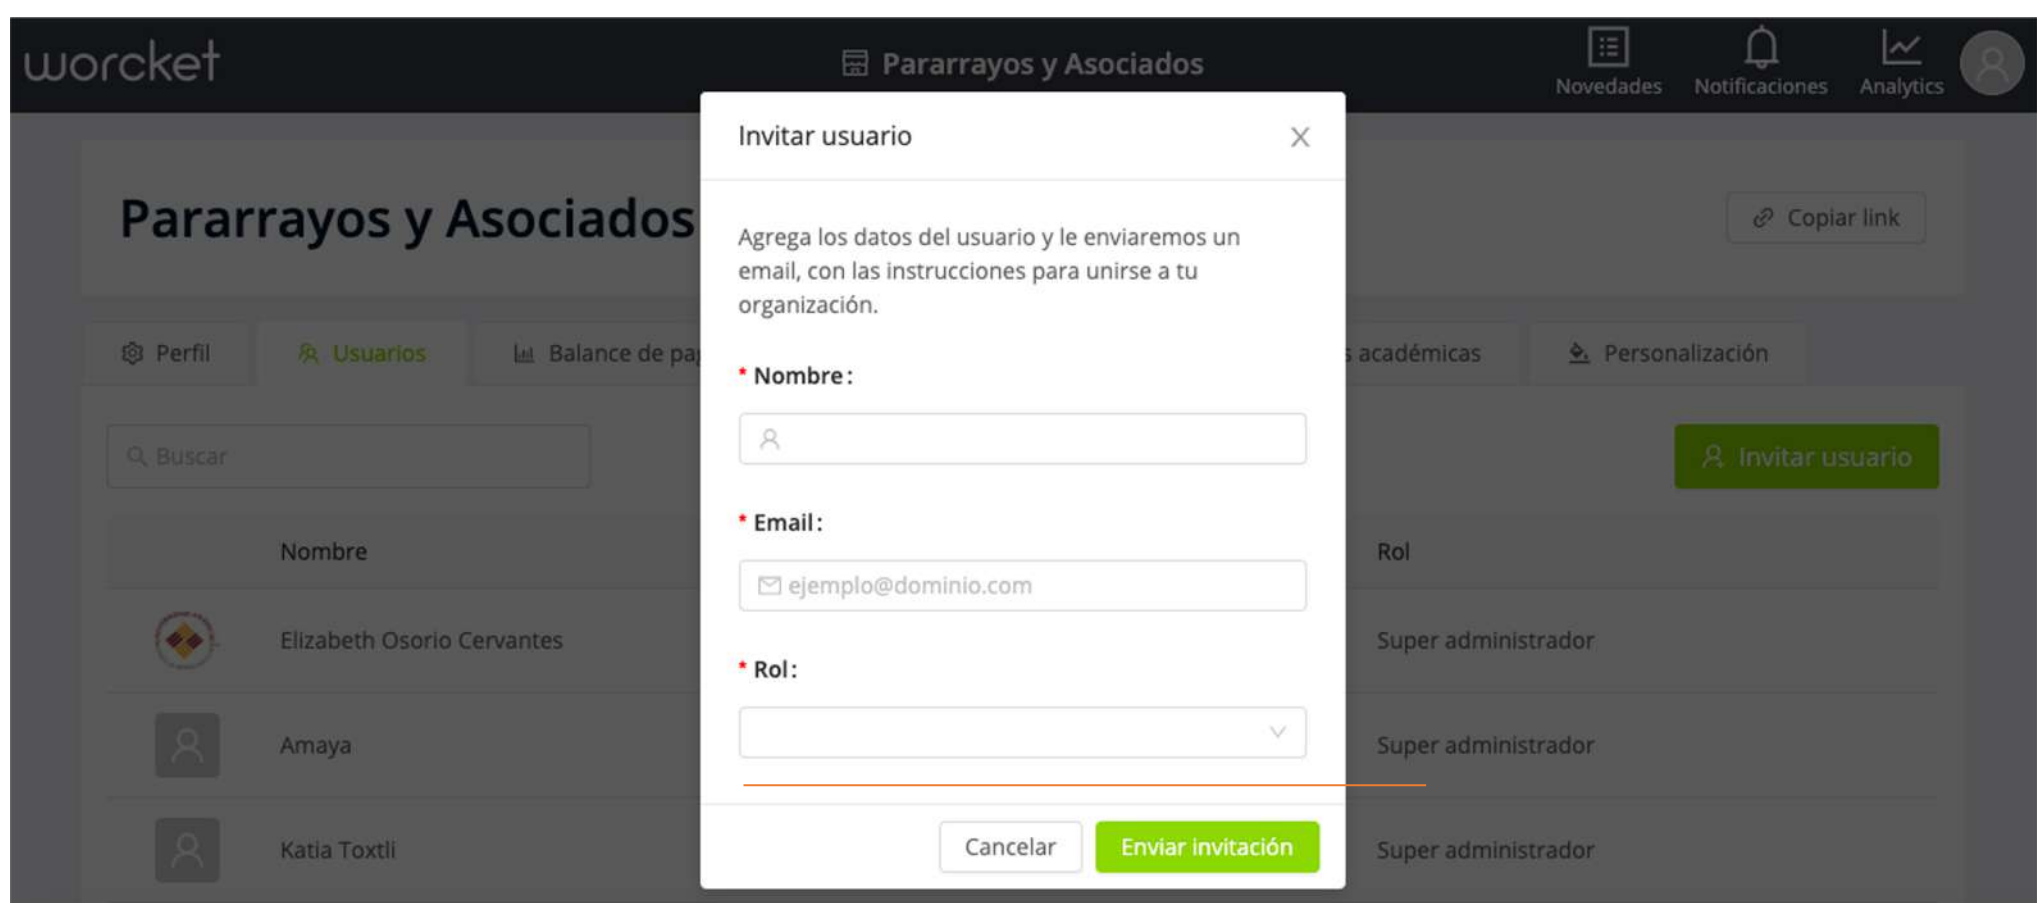 worcket
Pararrayos y Asociados
Novedades
Notificaciones
Analytics
Pararrayos y Asociados
Copiar link
Perfil
Usuarios
Balance de pa
académicas
Personalización
Buscar
Invitar usuario
Nombre
Rol
Elizabeth Osorio Cervantes
Super administrador
Amaya
Super administrador
Katia Toxtli
Super administrador
Invitar usuario
Agrega los datos del usuario y le enviaremos un
email, con las instrucciones para unirse a tu
organización.
* Nombre:
* Email:
ejemplo@dominio.com
* Rol:
Cancelar
Enviar invitación